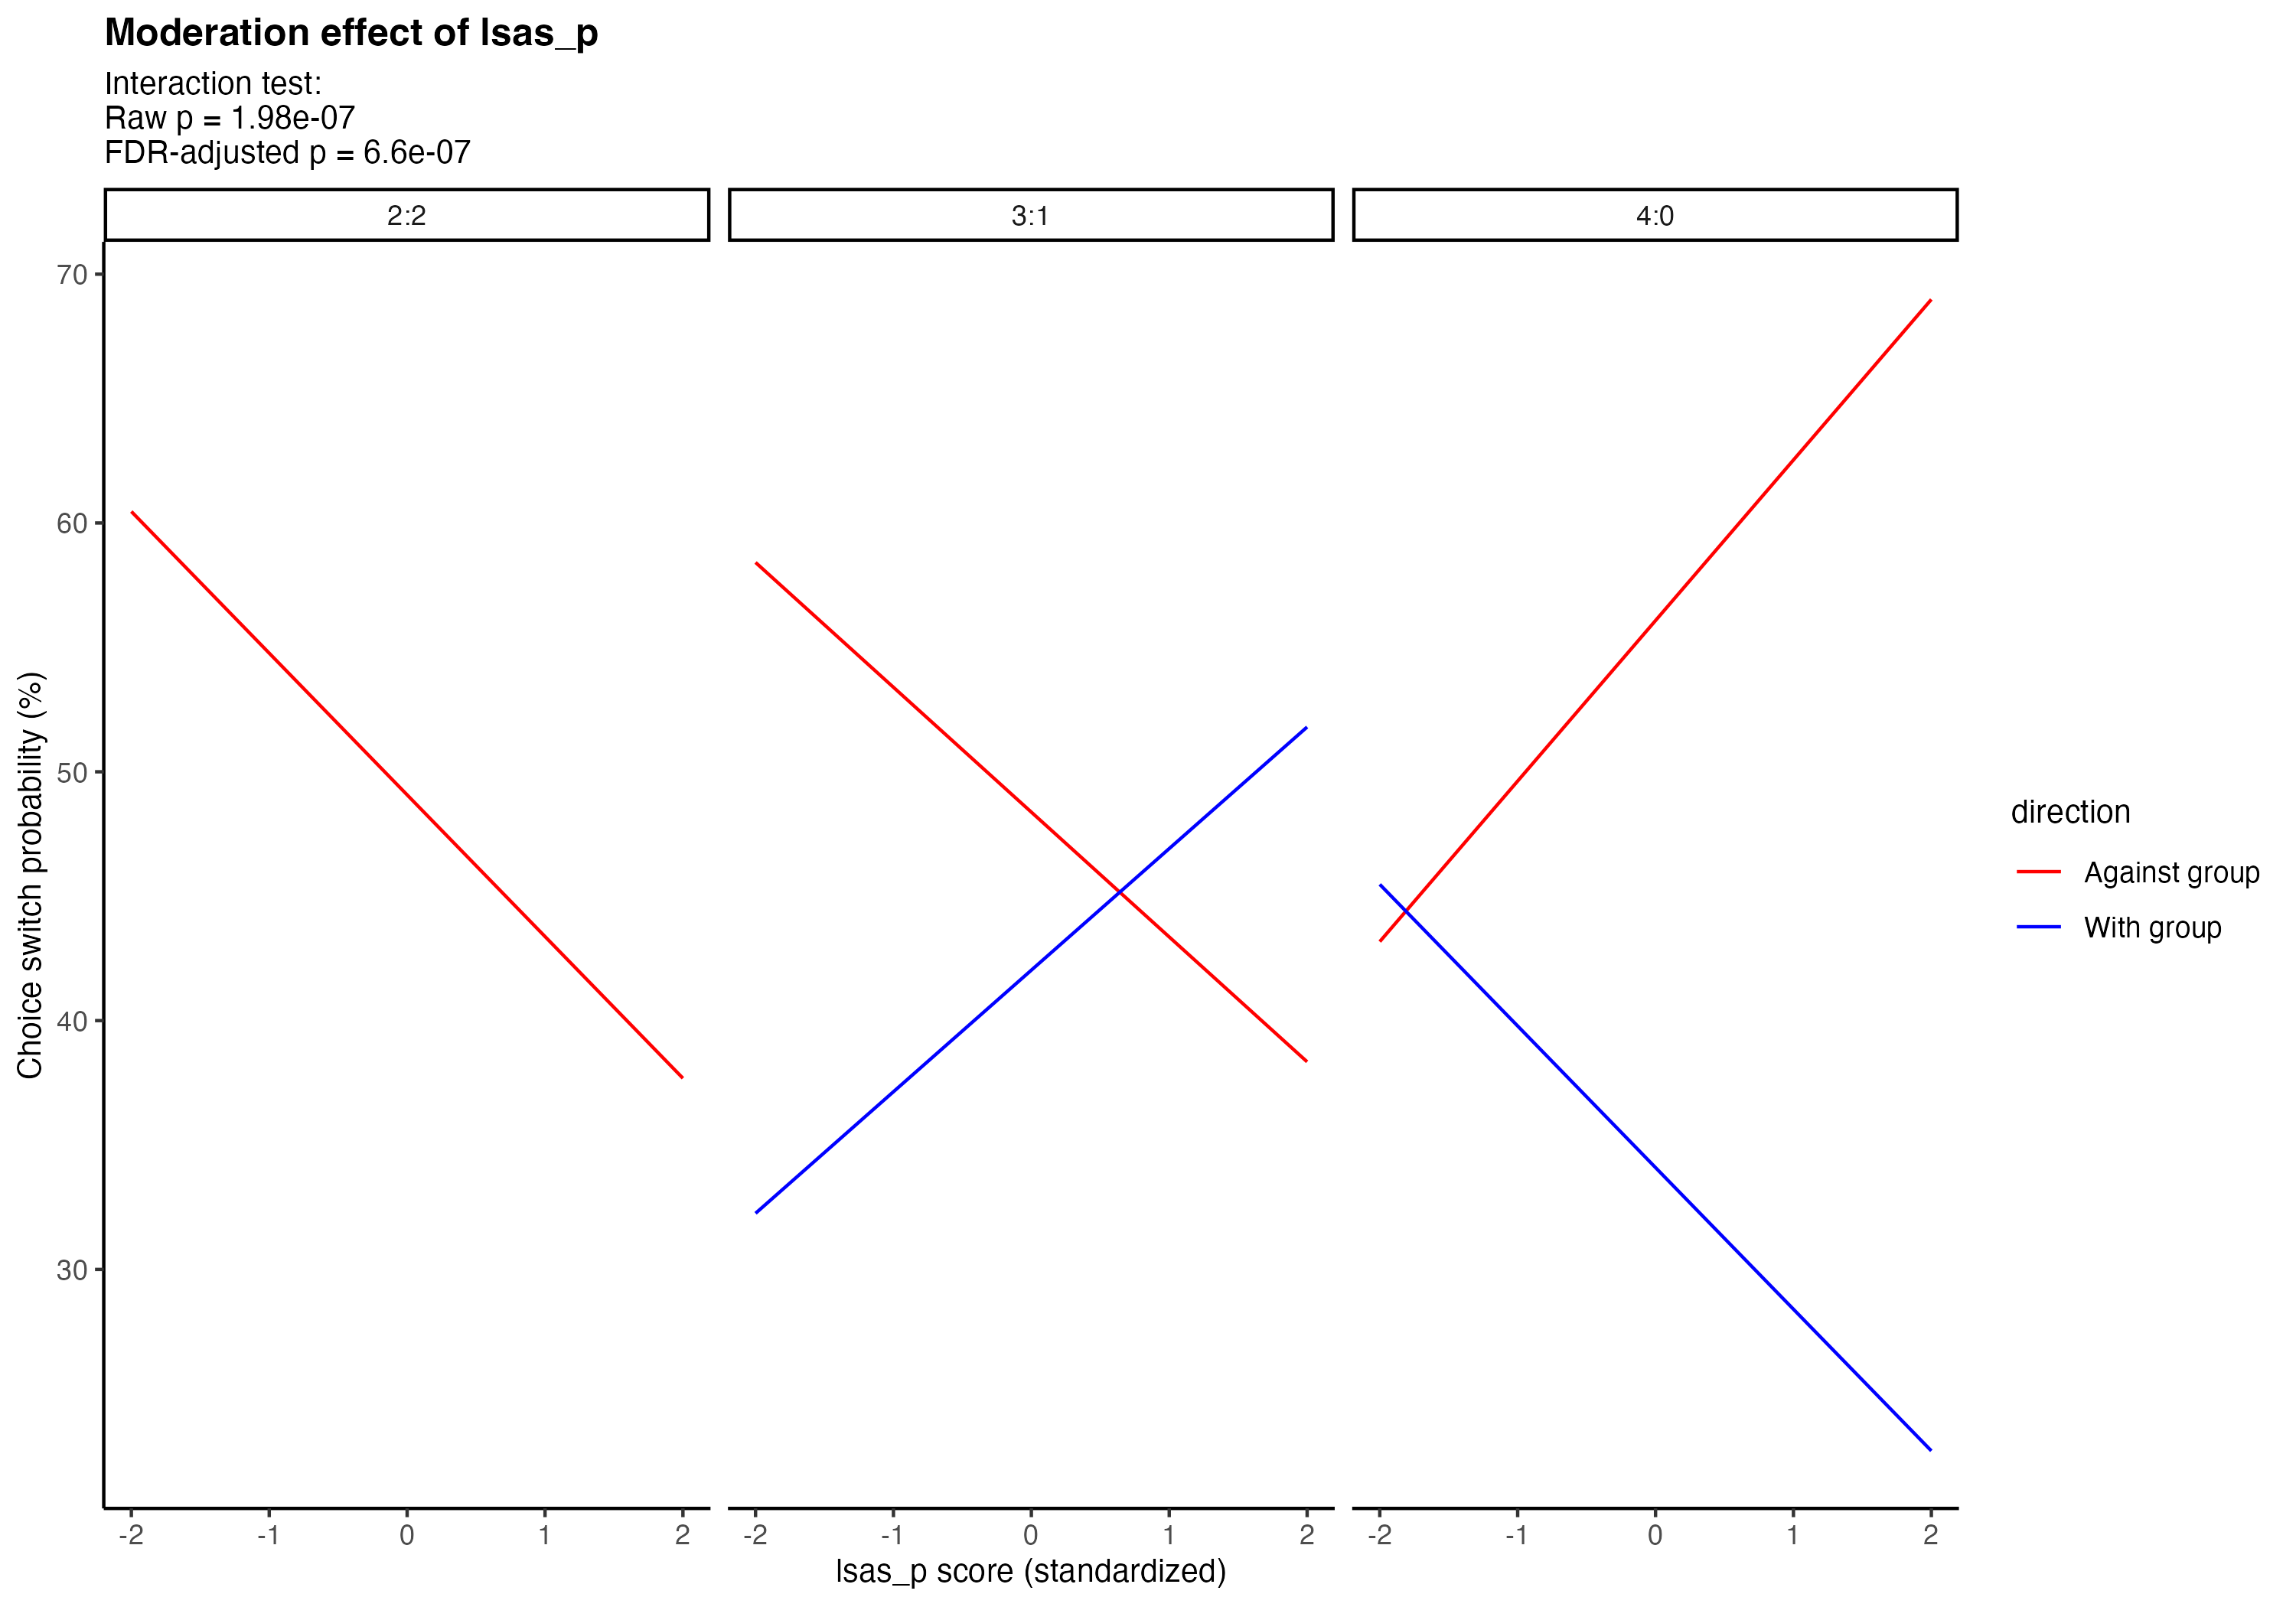 Moderation effect of lsas_p
Interaction test:
Raw p = 1.98e-07
FDR-adjusted p = 6.6e-07
2:2
3:1
4:0
Choice switch probability (%)
70
60
50
40
30
-2 -1 0 1 2
-2 -1 0 1 2
-2 -1 0 1 2
lsas_p score (standardized)
direction
Against group
With group